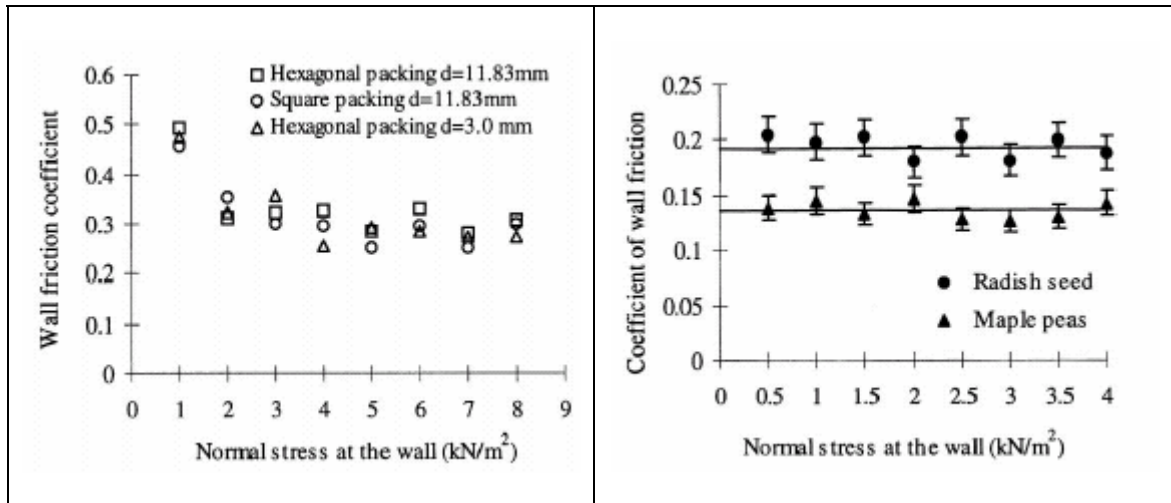 Wall friction coefficient
0.6
0.5
0.4
0.3
0.2
0.1
0
Hexagonal packing d=11.83mm
Square packing d=11.83mm
Hexagonal packing d=3.0 mm
0 1 2 3 4 5 6 7 8 9
Normal stress at the wall (kN/m²)
Coefficient of wall friction
0.25
0.2
0.15
0.1
0.05
0
Radish seed
Maple peas
0 0.5 1 1.5 2 2.5 3 3.5 4
Normal stress at the wall (kN/m²)